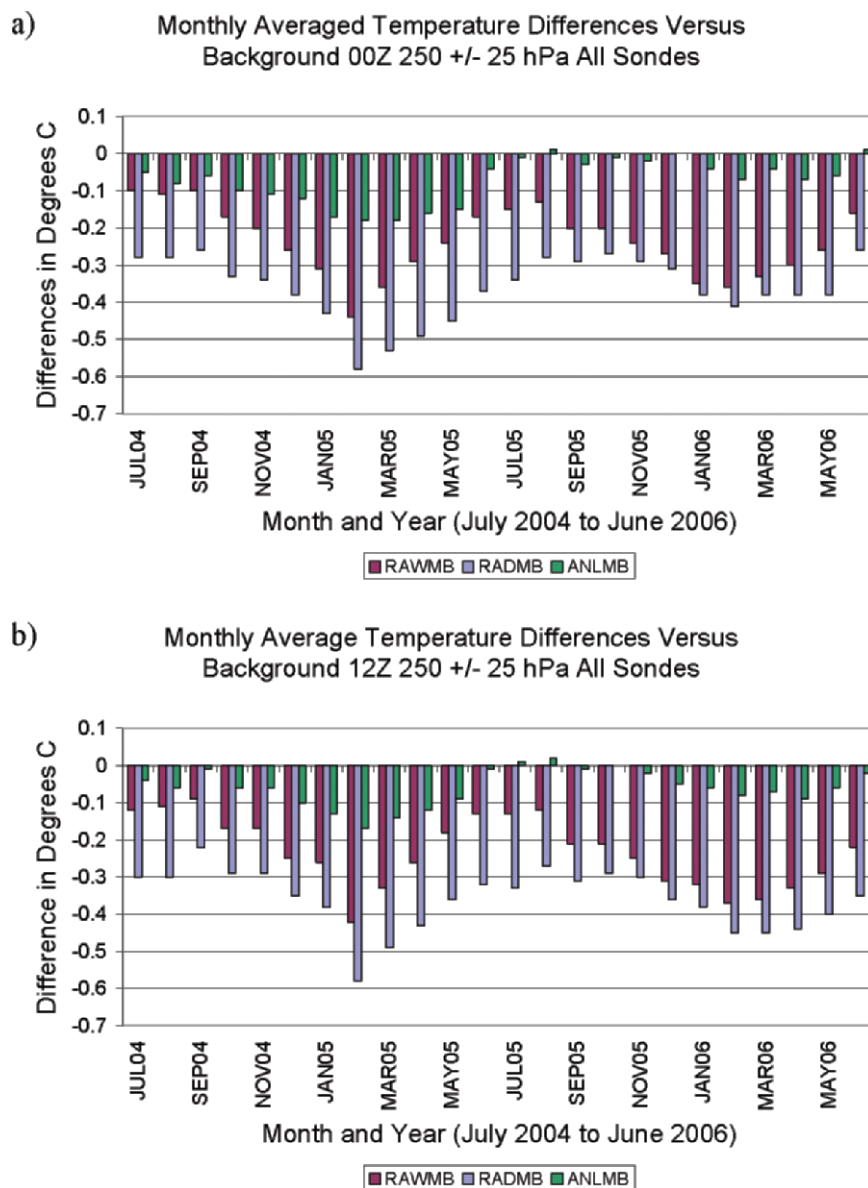 a)
Monthly Averaged Temperature Differences Versus
Background 00Z 250 +/- 25 hPa All Sondes
Differences in Degrees C
0.1
0
-0.1
-0.2
-0.3
-0.4
-0.5
-0.6
-0.7
JUL04 SEP04 NOV04 JAN05 MAR05 MAY05 JUL05 SEP05 NOV05 JAN06 MAR06 MAY06
Month and Year (July 2004 to June 2006)
RAWMB RADMB ANLMB
b)
Monthly Average Temperature Differences Versus
Background 12Z 250 +/- 25 hPa All Sondes
Difference in Degrees C
0.1
0
-0.1
-0.2
-0.3
-0.4
-0.5
-0.6
-0.7
JUL04 SEP04 NOV04 JAN05 MAR05 MAY05 JUL05 SEP05 NOV05 JAN06 MAR06 MAY06
Month and Year (July 2004 to June 2006)
RAWMB RADMB ANLMB